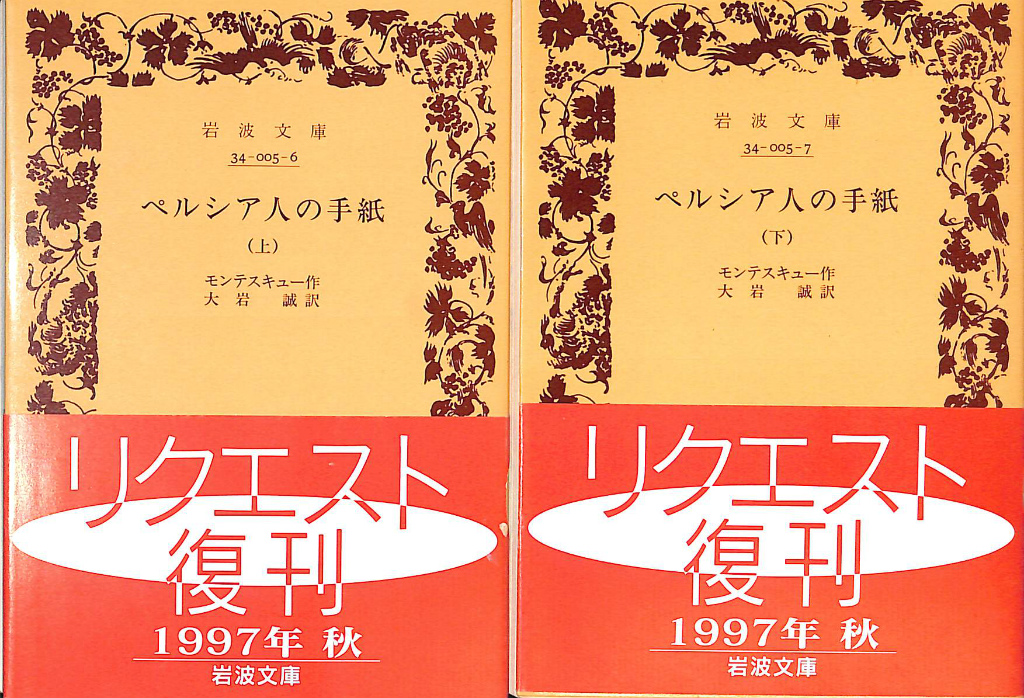 岩波文庫
34-005-6
ペルシア人の手紙
(上)
モンテスキュー作
大岩 誠訳
リクエスト
復刊
1997年 秋
岩波文庫
岩波文庫
34-005-7
ペルシア人の手紙
(下)
モンテスキュー作
大岩 誠訳
リクエスト
復刊
1997年 秋
岩波文庫